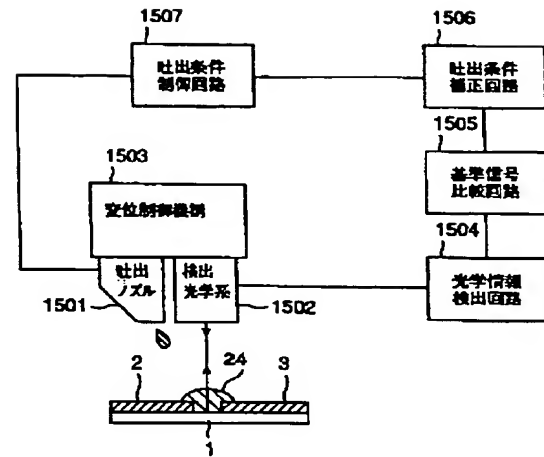 1507
吐出条件
制御回路
1506
吐出条件
補正回路
1505
基準信号
比較回路
1503
変位制御機構
1504
光学情報
検出回路
吐出
ノズル
検出
光学系
1501
1502
2
24
3
1